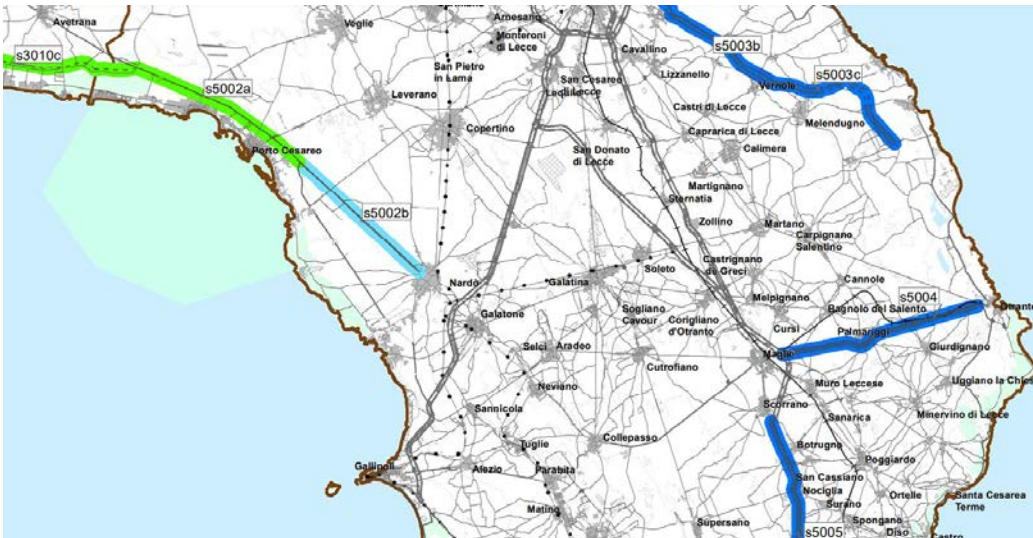 Avetrana
Veglie
Arnesano
Monteroni
di Lecce
Cavallino
s5003b
s3010c
San Pietro
in Lama
San Cesareo
di Lecce
Lizzanello
s5003c
s5002a
Vernole
Leverano
Castri di Lecce
Melendugno
Copertino
Caprarica di Lecce
Calimera
Porto Cesareo
San Donato
di Lecce
Martignano
Sternatia
s5002b
Zollino
Martano
Carpignano
Salentino
Soleto
Castrignano
de Greci
Nardò
Galatina
Cannole
s5004
Melpignano
Bagnolo del Salento
Otranto
Sogliano
Cavour
Corigliano
d'Otranto
Galatone
Cursi
Palmariggi
Giurdignano
Selci
Aradeo
Cutrofiano
Maglie
Neviano
Muro Leccese
Uggiano la Chies
Scorrano
Sannicola
Sanarica
Minervino di Lecce
Collepasso
Tuglie
Botrugno
Poggiardo
Gallipoli
Alezio
Parabita
San Cassiano
Nociglia
Ortelle
Santa Cesarea
Terme
Matino
Surano
Supersano
Spongano
Diso
s5005
Castro